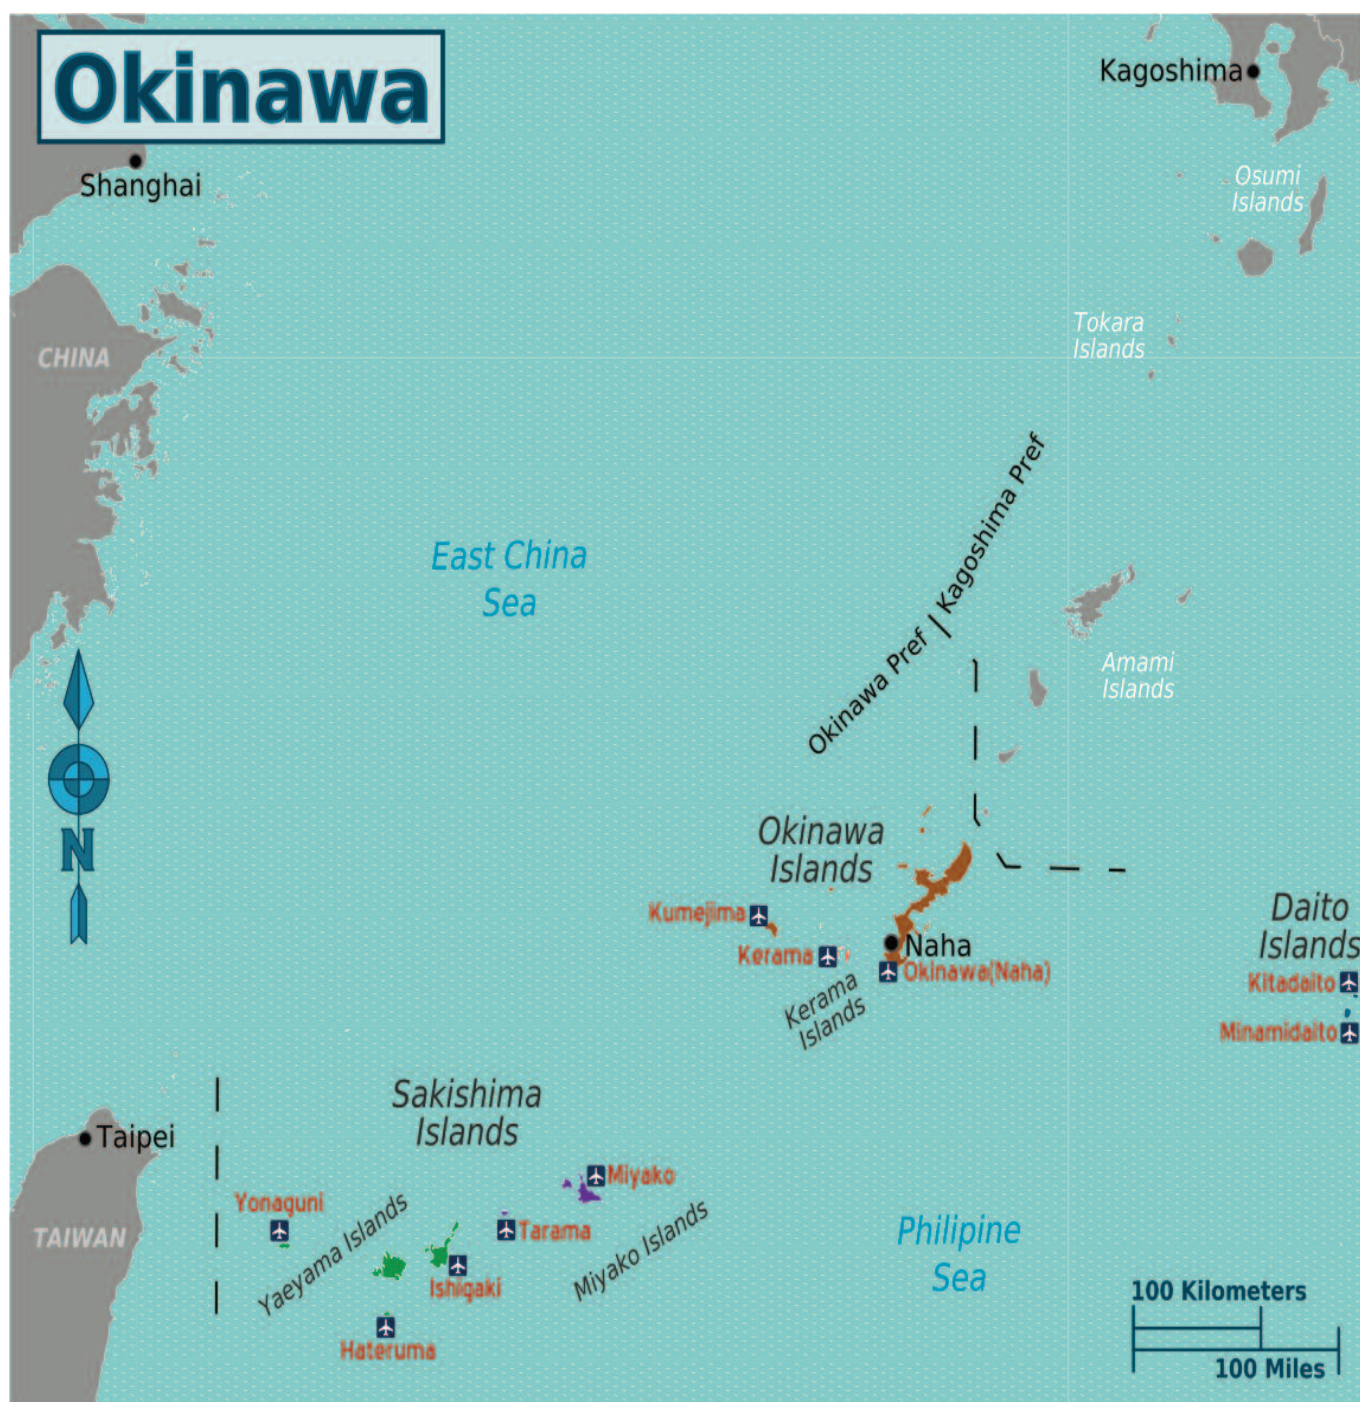 Okinawa
Kagoshima
Shanghai
Osumi
Islands
CHINA
Tokara
Islands
East China
Sea
Okinawa Pref | Kagoshima Pref
Amami
Islands
N
Okinawa
Islands
Kumejima
Naha
Kerama
Okinawa(Naha)
Kerama
Islands
Daito
Islands
Kitadaito
Minamidaito
Sakishima
Islands
Taipei
Miyako
Yonaguni
TAIWAN
Tarama
Yaeyama Islands
Ishigaki
Miyako Islands
Hateruma
Philipine
Sea
100 Kilometers
100 Miles